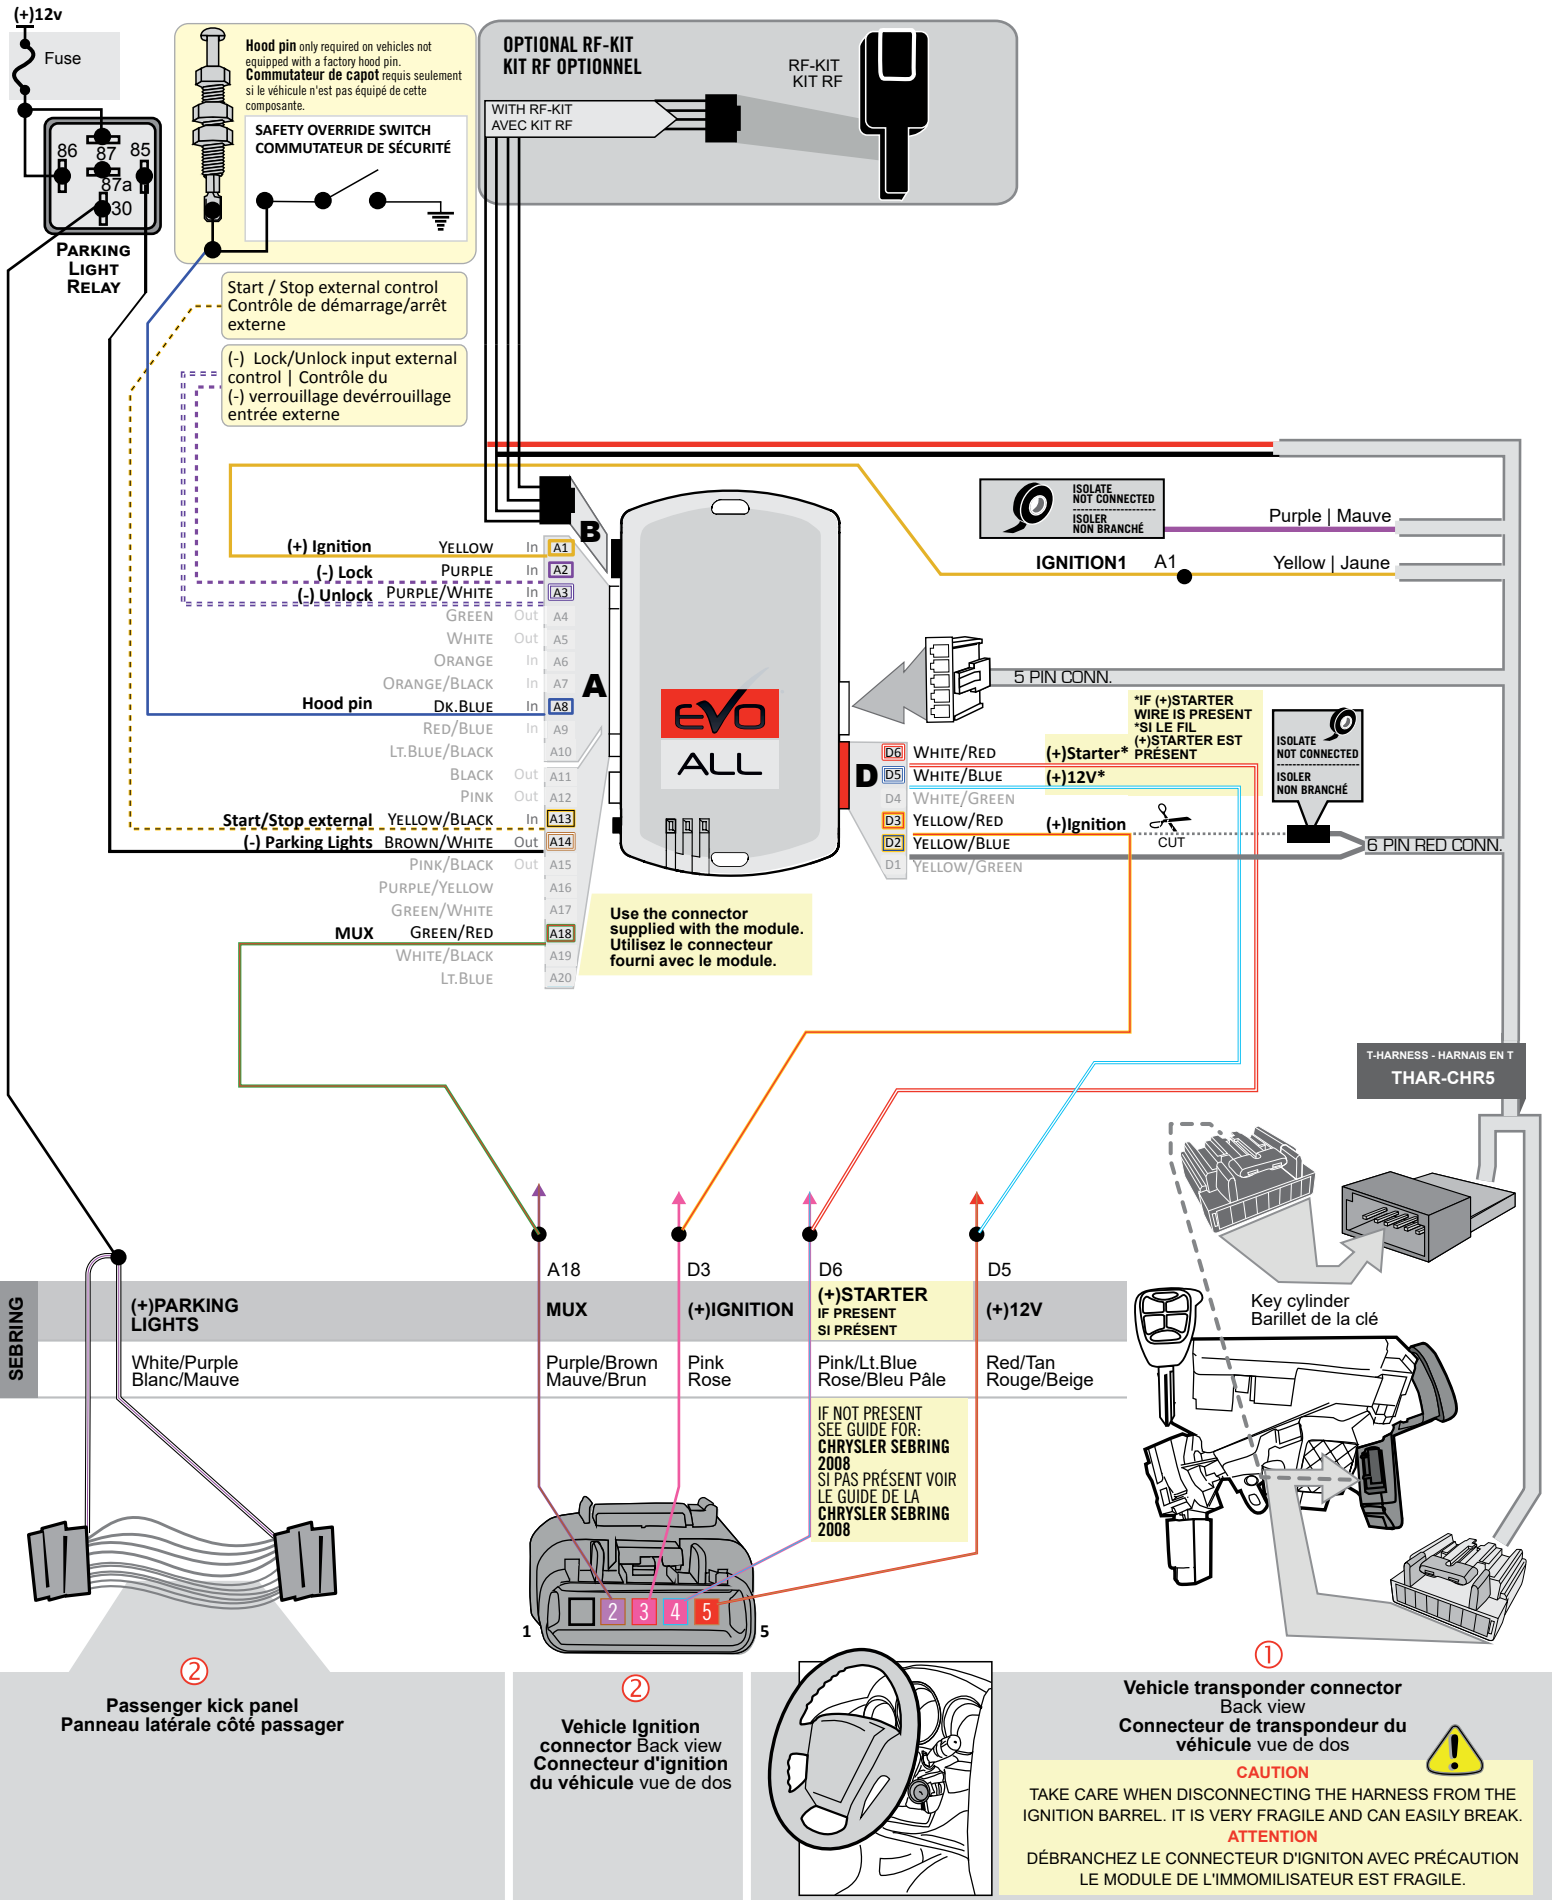 (+)12v
Fuse
86
87
85
87a
30
PARKING
LIGHT
RELAY
Hood pin only required on vehicles not
equipped with a factory hood pin.
Commutateur de capot requis seulement
si le véhicule n'est pas équipé de cette
composante.
SAFETY OVERRIDE SWITCH
COMMUTATEUR DE SÉCURITÉ
OPTIONAL RF-KIT
KIT RF OPTIONNEL
RF-KIT
KIT RF
WITH RF-KIT
AVEC KIT RF
Start / Stop external control
Contrôle de démarrage/arrêt
externe
(-) Lock/Unlock input external
control | Contrôle du
(-) verrouillage devérrouillage
entrée externe
ISOLATE
NOT CONNECTED
ISOLER
NON BRANCHÉ
Purple | Mauve
IGNITION1 A1 Yellow | Jaune
B
(+) Ignition YELLOW In A1
(-) Lock PURPLE In A2
(-) Unlock PURPLE/WHITE In A3
GREEN Out A4
WHITE Out A5
ORANGE In A6
ORANGE/BLACK In A7
Hood pin DK.BLUE In A8
RED/BLUE In A9
LT.BLUE/BLACK A10
BLACK Out A11
PINK Out A12
Start/Stop external YELLOW/BLACK In A13
(-) Parking Lights BROWN/WHITE Out A14
PINK/BLACK Out A15
PURPLE/YELLOW A16
GREEN/WHITE A17
MUX GREEN/RED A18
WHITE/BLACK A19
LT.BLUE A20
A
EVO
ALL
5 PIN CONN.
*IF (+)STARTER
WIRE IS PRESENT
*SI LE FIL
(+)STARTER EST
PRÉSENT
D
D6 WHITE/RED (+)Starter*
D5 WHITE/BLUE (+)12V*
D4 WHITE/GREEN
D3 YELLOW/RED (+)Ignition
D2 YELLOW/BLUE
D1 YELLOW/GREEN
CUT
ISOLATE
NOT CONNECTED
ISOLER
NON BRANCHÉ
6 PIN RED CONN.
Use the connector
supplied with the module.
Utilisez le connecteur
fourni avec le module.
T-HARNESS - HARNAIS EN T
THAR-CHR5
A18 D3 D6 D5
SEBRING
(+)PARKING
LIGHTS
MUX
(+)IGNITION
(+)STARTER
IF PRESENT
SI PRÉSENT
(+)12V
White/Purple
Blanc/Mauve
Purple/Brown
Mauve/Brun
Pink
Rose
Pink/Lt.Blue
Rose/Bleu Pâle
Red/Tan
Rouge/Beige
IF NOT PRESENT
SEE GUIDE FOR:
CHRYSLER SEBRING
2008
SI PAS PRÉSENT VOIR
LE GUIDE DE LA
CHRYSLER SEBRING
2008
Key cylinder
Barillet de la clé
2 3 4 5
1 5
2
Passenger kick panel
Panneau latérale côté passager
2
Vehicle Ignition
connector Back view
Connecteur d'ignition
du véhicule vue de dos
1
Vehicle transponder connector
Back view
Connecteur de transpondeur du
véhicule vue de dos
!
CAUTION
TAKE CARE WHEN DISCONNECTING THE HARNESS FROM THE
IGNITION BARREL. IT IS VERY FRAGILE AND CAN EASILY BREAK.
ATTENTION
DÉBRANCHEZ LE CONNECTEUR D'IGNITON AVEC PRÉCAUTION
LE MODULE DE L'IMMOMILISATEUR EST FRAGILE.